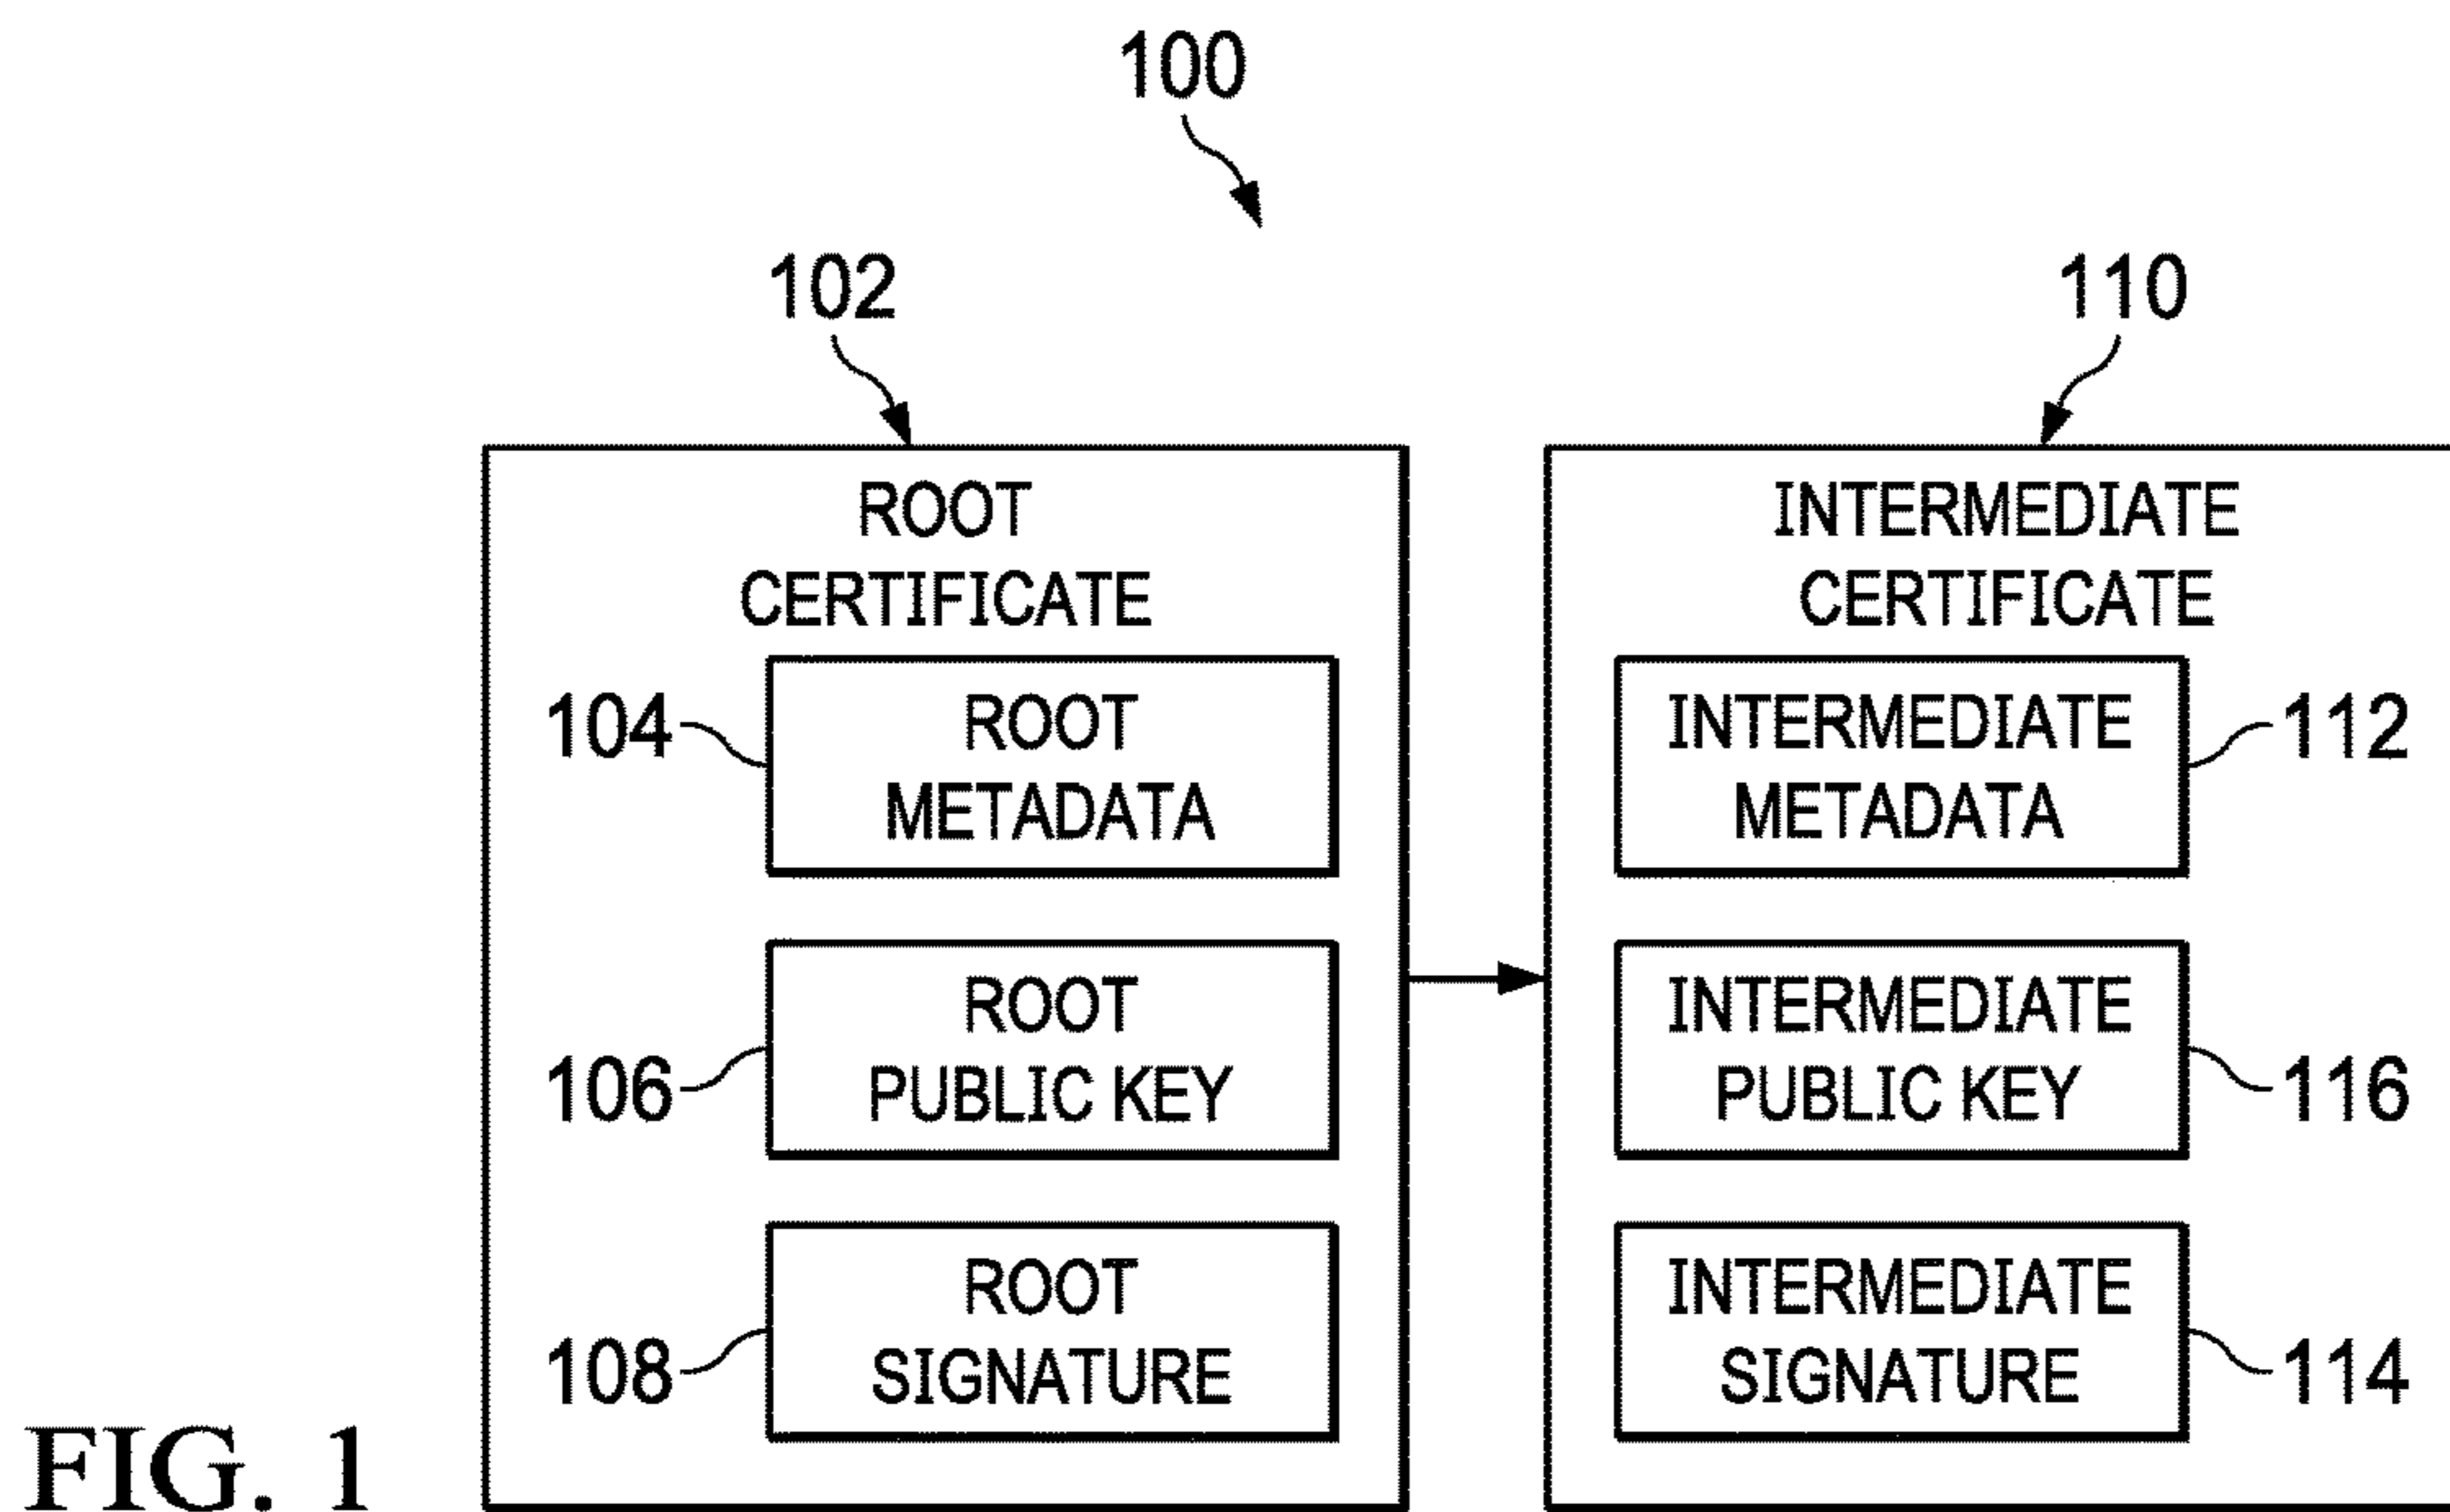 100
102
110
ROOT
CERTIFICATE
INTERMEDIATE
CERTIFICATE
104
ROOT
METADATA
INTERMEDIATE
METADATA
112
106
ROOT
PUBLIC KEY
INTERMEDIATE
PUBLIC KEY
116
108
ROOT
SIGNATURE
INTERMEDIATE
SIGNATURE
114
FIG. 1